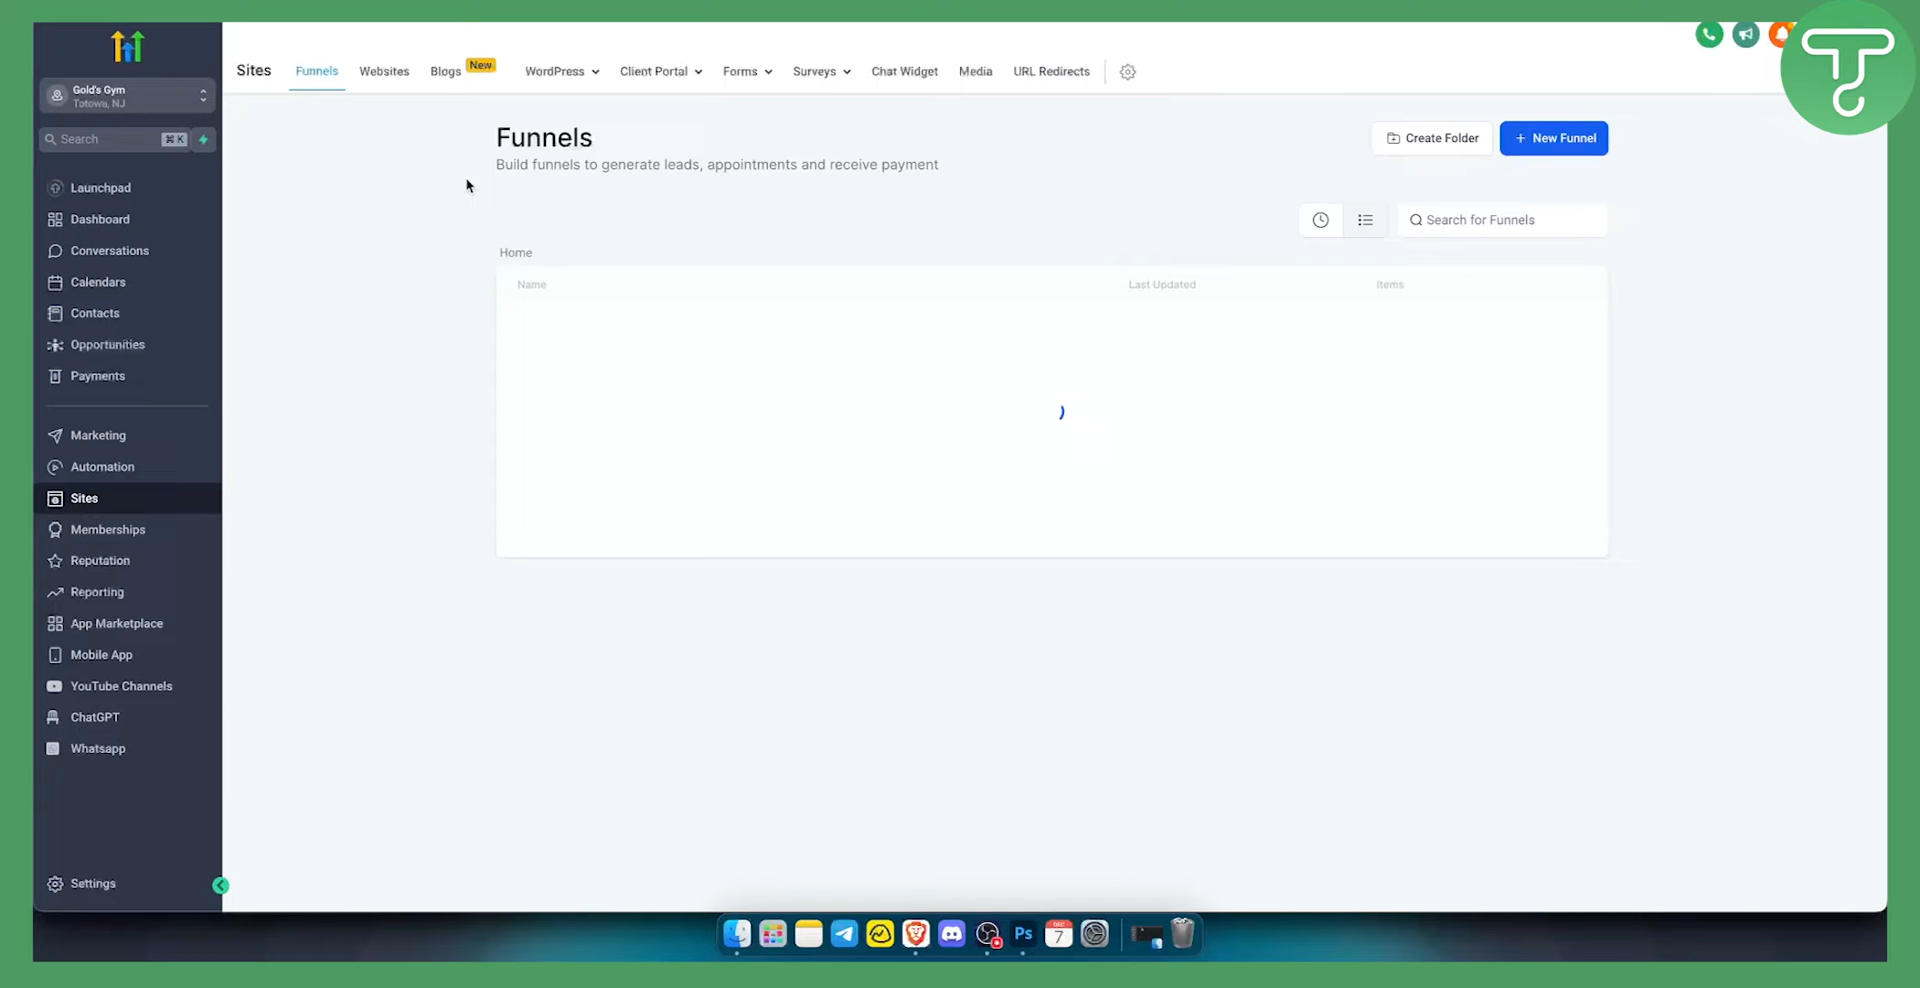 Sites
Funnels
Websites
Blogs
New
WordPress
Client Portal
Forms
Surveys
Chat Widget
Media
URL Redirects
Gold's Gym
Totowa, NJ
Search
⌘ K
Launchpad
Dashboard
Conversations
Calendars
Contacts
Opportunities
Payments
Marketing
Automation
Sites
Memberships
Reputation
Reporting
App Marketplace
Mobile App
YouTube Channels
ChatGPT
Whatsapp
Settings
Funnels
Build funnels to generate leads, appointments and receive payment
Create Folder
+ New Funnel
Search for Funnels
Home
Name
Last Updated
Items
Ps
DEC
7